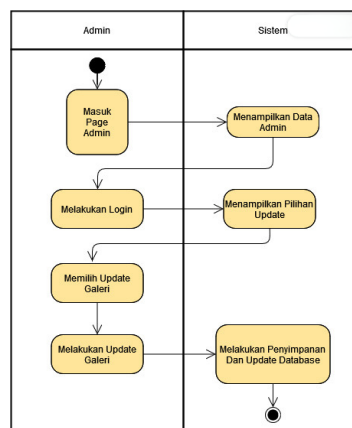 Admin
Sistem
Masuk
Page
Admin
Menampilkan Data
Admin
Melakukan Login
Menampilkan Pilihan
Update
Memilih Update
Galeri
Melakukan Update
Galeri
Melakukan Penyimpanan
Dan Update Database